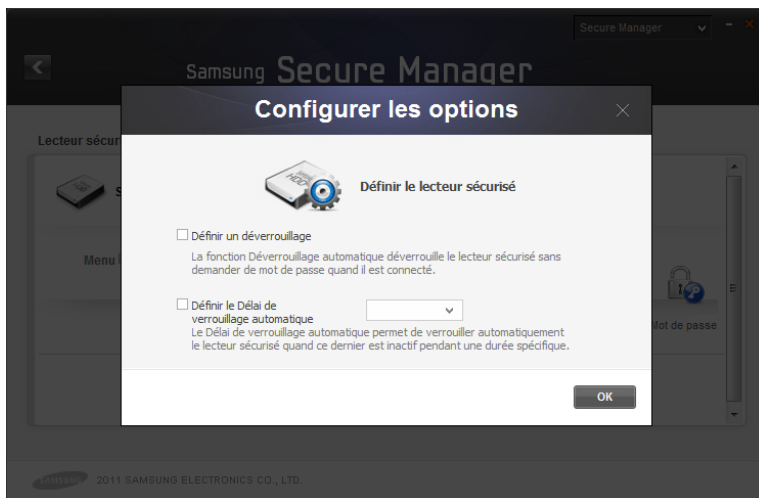 Secure Manager
Samsung Secure Manager
Configurer les options
Lecteur sécur
HDD
Définir le lecteur sécurisé
Définir un déverrouillage
La fonction Déverrouillage automatique déverrouille le lecteur sécurisé sans
demander de mot de passe quand il est connecté.
Menu
Définir le Délai de
verrouillage automatique
Le Délai de verrouillage automatique permet de verrouiller automatiquement
le lecteur sécurisé quand ce dernier est inactif pendant une durée spécifique.
Mot de passe
OK
SAMSUNG 2011 SAMSUNG ELECTRONICS CO., LTD.